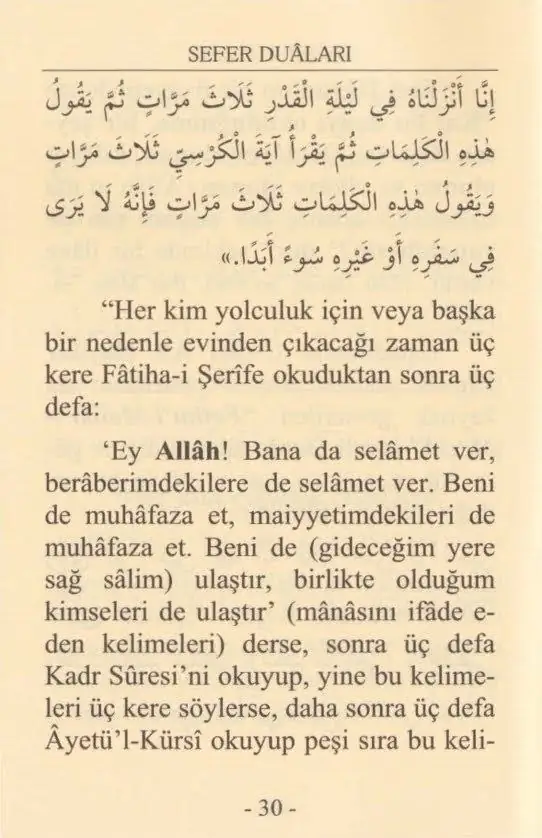 SEFER DUÂLARI
إِنَّا أَنْزَلْنَاهُ فِي لَيْلَةِ الْقَدْرِ ثَلَاثَ مَرَّاتٍ ثُمَّ يَقُولُ
هٰذِهِ الْكَلِمَاتِ ثُمَّ يَقْرَأُ آيَةَ الْكُرْسِيِّ ثَلَاثَ مَرَّاتٍ
وَيَقُولُ هٰذِهِ الْكَلِمَاتِ ثَلَاثَ مَرَّاتٍ فَإِنَّهُ لَا يَرَى
فِي سَفَرِهِ أَوْ غَيْرِهِ سُوءً أَبَدًا.»
“Her kim yolculuk için veya başka
bir nedenle evinden çıkacağı zaman üç
kere Fâtiha-i Şerîfe okuduktan sonra üç
defa:
‘Ey Allâh! Bana da selâmet ver,
berâberimdekilere de selâmet ver. Beni
de muhâfaza et, maiyyetimdekileri de
muhâfaza et. Beni de (gideceğim yere
sağ sâlim) ulaştır, birlikte olduğum
kimseleri de ulaştır’ (mânâsını ifâde e-
den kelimeleri) derse, sonra üç defa
Kadr Sûresi’ni okuyup, yine bu kelime-
leri üç kere söylerse, daha sonra üç defa
Âyetü’l-Kürsî okuyup peşi sıra bu keli-
- 30 -